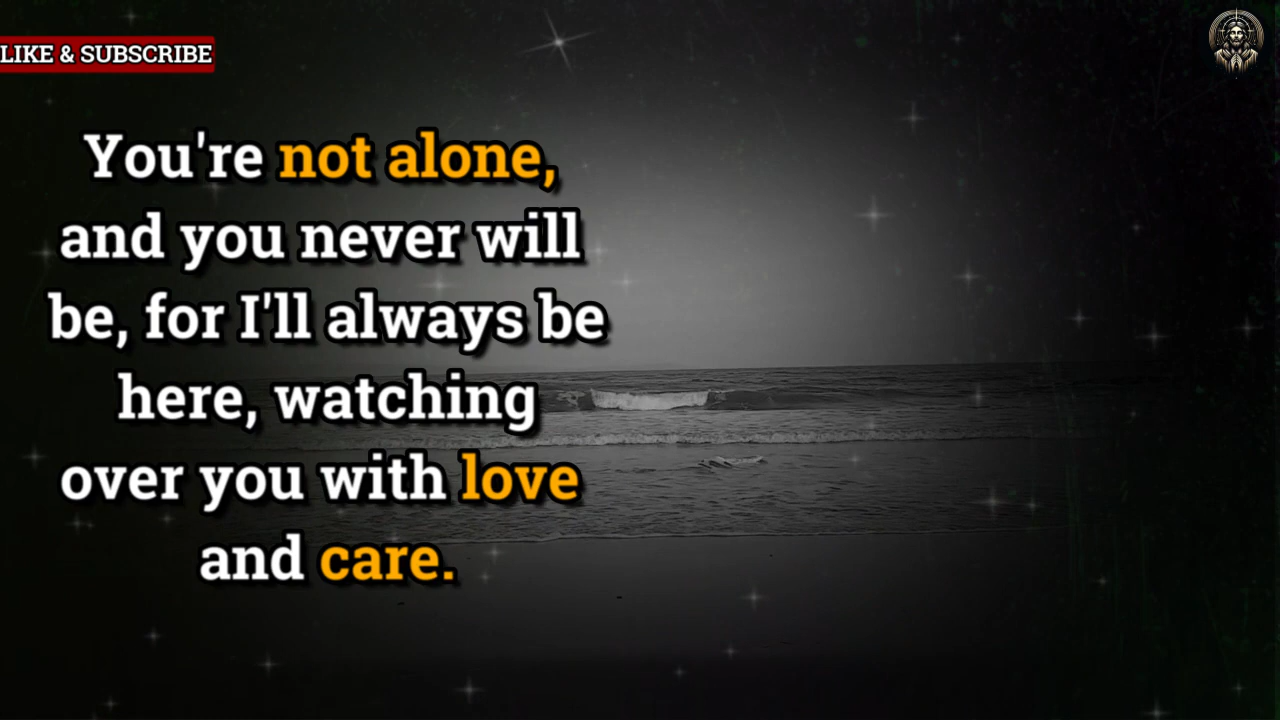 LIKE & SUBSCRIBE
You're not alone,
and you never will
be, for I'll always be
here, watching
over you with love
and care.